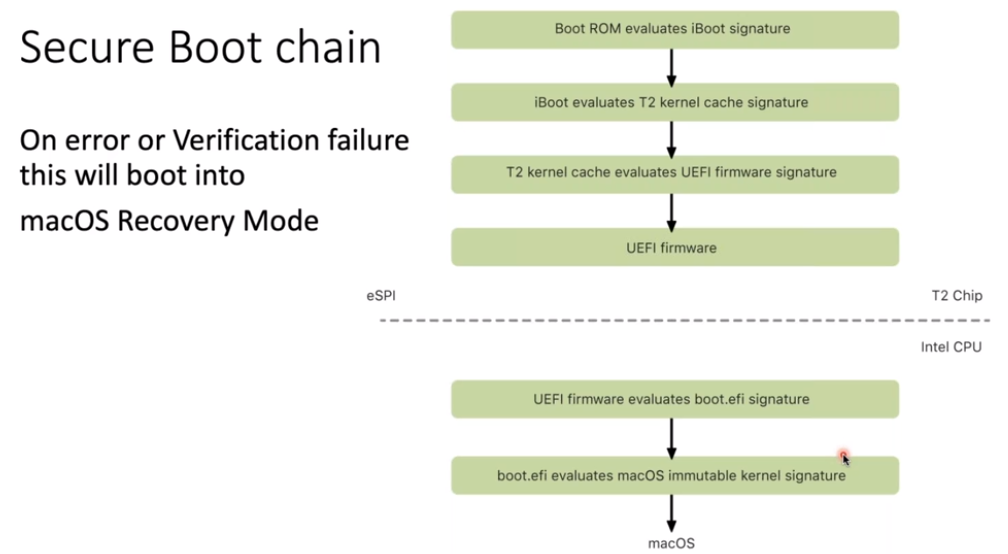 Secure Boot chain
On error or Verification failure
this will boot into
macOS Recovery Mode
Boot ROM evaluates iBoot signature
iBoot evaluates T2 kernel cache signature
T2 kernel cache evaluates UEFI firmware signature
UEFI firmware
eSPI
T2 Chip
Intel CPU
UEFI firmware evaluates boot.efi signature
boot.efi evaluates macOS immutable kernel signature
macOS